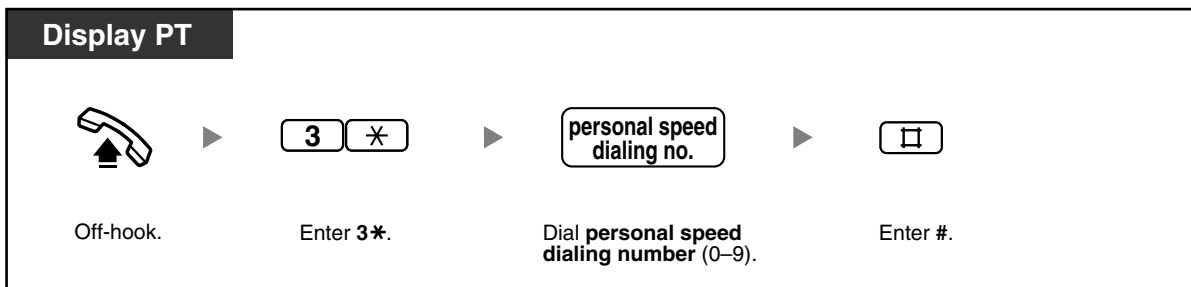 Display PT
3 ✳
personal speed
dialing no.
#
Off-hook.
Enter 3✳.
Dial personal speed
dialing number (0–9).
Enter #.